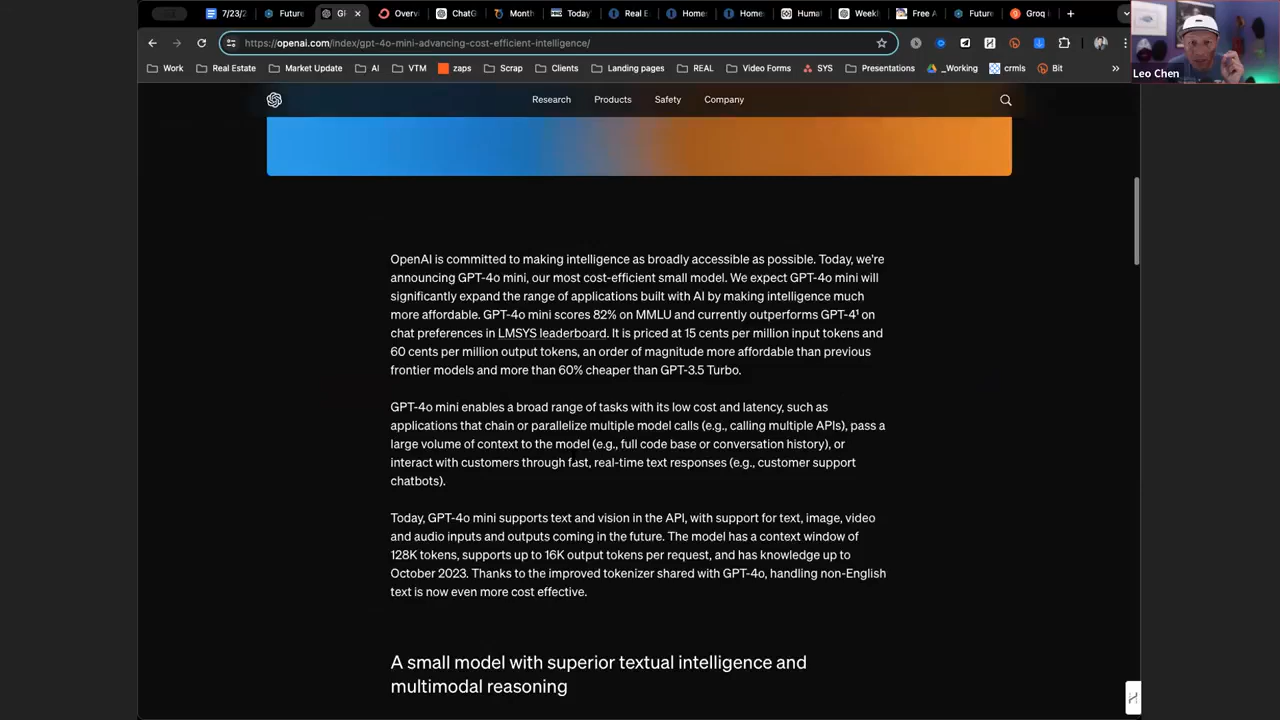 7/23/2
Future
GI
Overv
ChatG
Month
Today
Real E
Home
Home
Huma
Weekl
Free A
Future
Groq i
https://openai.com/index/gpt-4o-mini-advancing-cost-efficient-intelligence/
Work
Real Estate
Market Update
AI
VTM
zaps
Scrap
Clients
Landing pages
REAL
Video Forms
SYS
Presentations
_Working
crmls
Bit
Leo Chen
Research
Products
Safety
Company
OpenAI is committed to making intelligence as broadly accessible as possible. Today, we're
announcing GPT-4o mini, our most cost-efficient small model. We expect GPT-4o mini will
significantly expand the range of applications built with AI by making intelligence much
more affordable. GPT-4o mini scores 82% on MMLU and currently outperforms GPT-4¹ on
chat preferences in LMSYS leaderboard. It is priced at 15 cents per million input tokens and
60 cents per million output tokens, an order of magnitude more affordable than previous
frontier models and more than 60% cheaper than GPT-3.5 Turbo.
GPT-4o mini enables a broad range of tasks with its low cost and latency, such as
applications that chain or parallelize multiple model calls (e.g., calling multiple APIs), pass a
large volume of context to the model (e.g., full code base or conversation history), or
interact with customers through fast, real-time text responses (e.g., customer support
chatbots).
Today, GPT-4o mini supports text and vision in the API, with support for text, image, video
and audio inputs and outputs coming in the future. The model has a context window of
128K tokens, supports up to 16K output tokens per request, and has knowledge up to
October 2023. Thanks to the improved tokenizer shared with GPT-4o, handling non-English
text is now even more cost effective.
A small model with superior textual intelligence and
multimodal reasoning